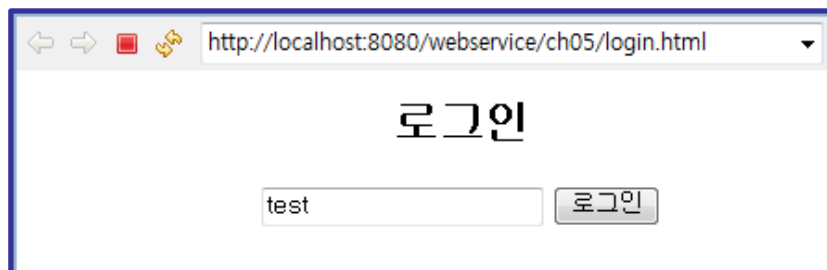 http://localhost:8080/webservice/ch05/login.html
로그인
test 로그인